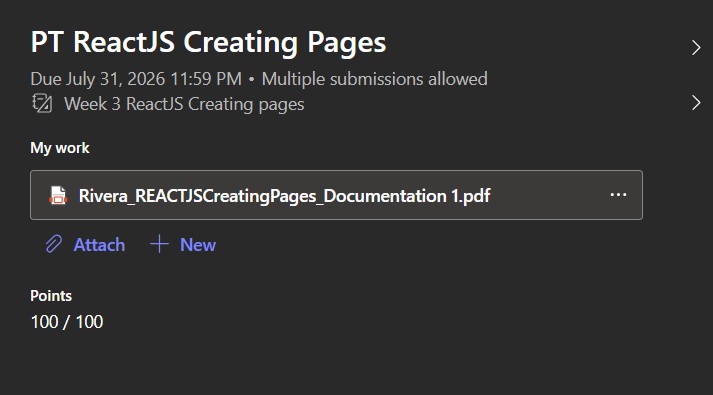 PT ReactJS Creating Pages
Due July 31, 2026 11:59 PM • Multiple submissions allowed
Week 3 ReactJS Creating pages
My work
Rivera_REACTJSCreatingPages_Documentation 1.pdf
Attach
New
Points
100 / 100